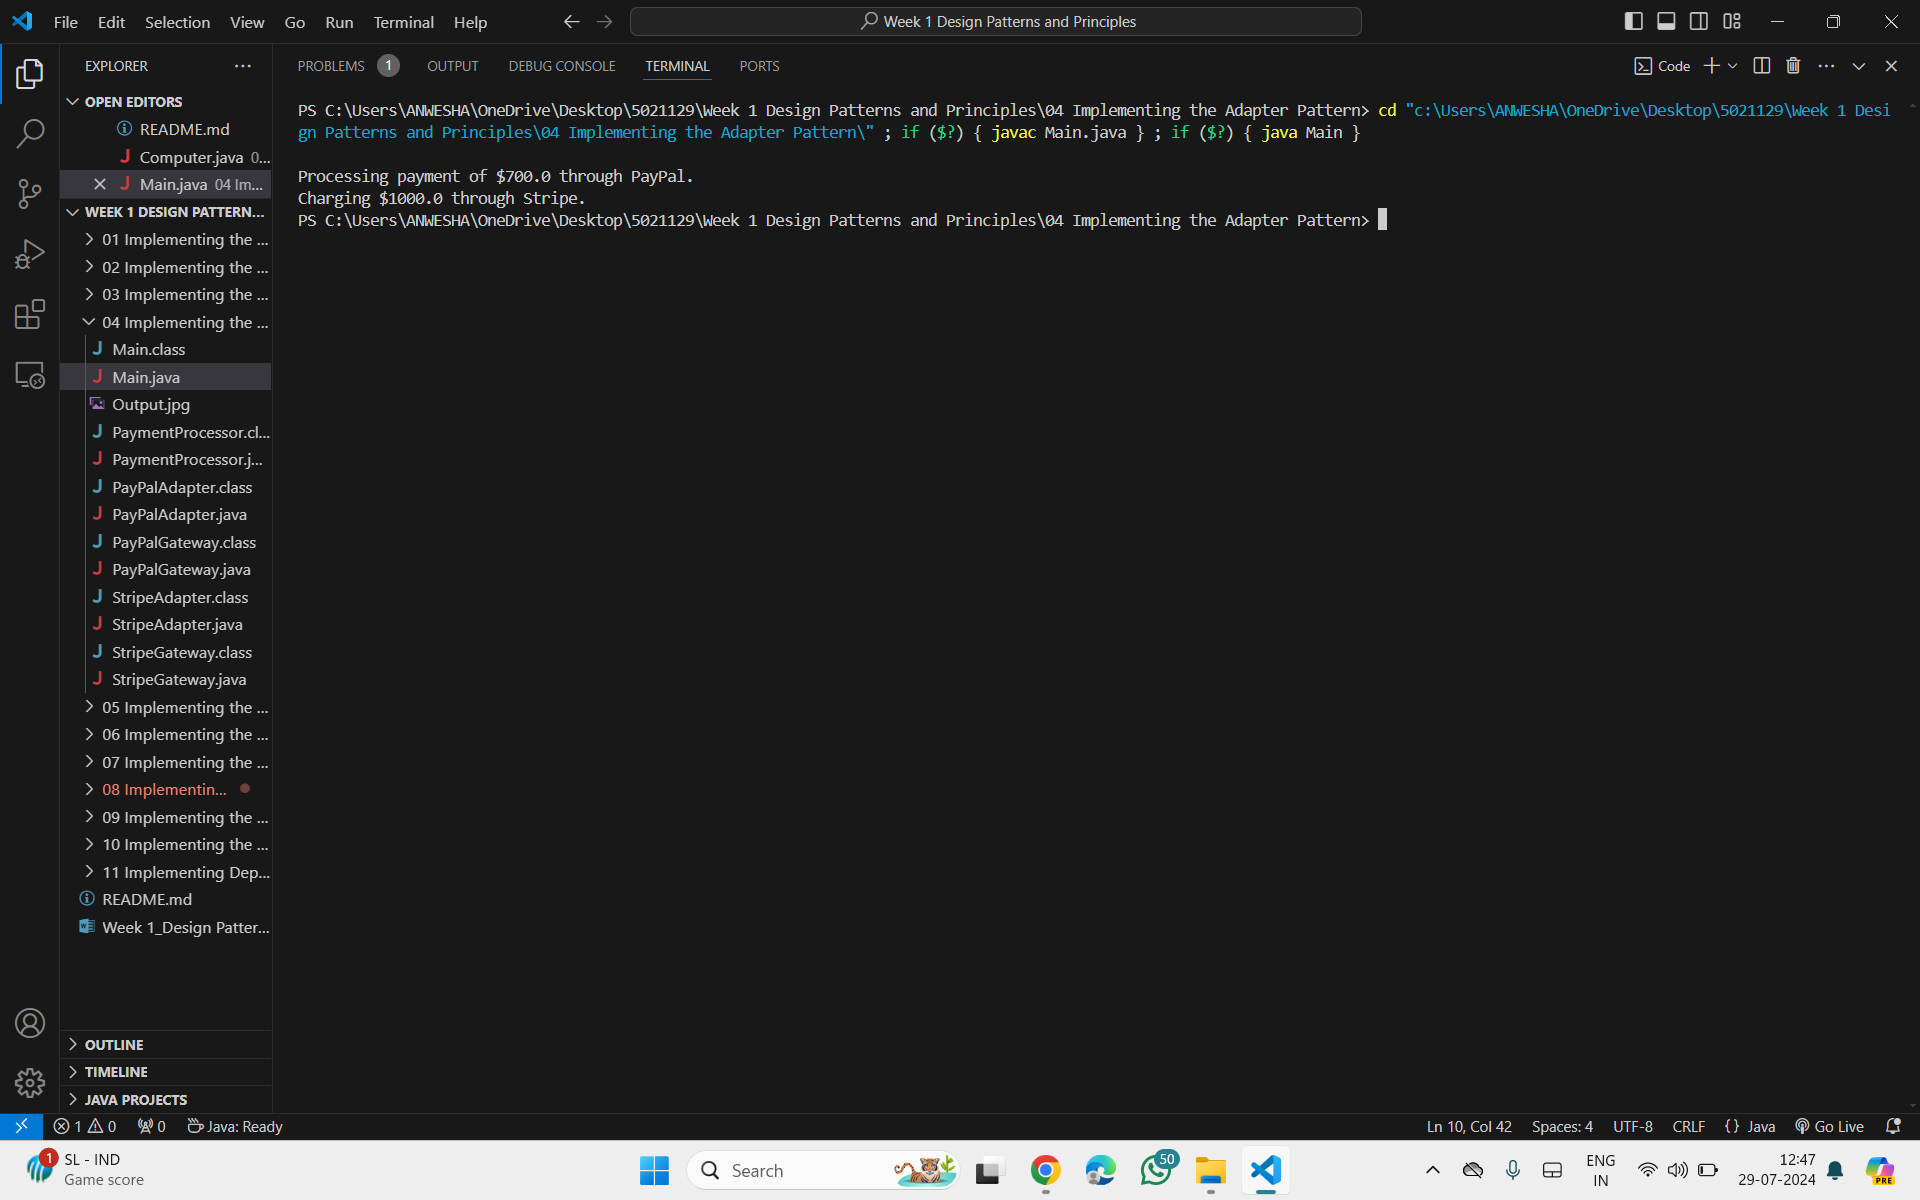 File Edit Selection View Go Run Terminal Help
Week 1 Design Patterns and Principles
EXPLORER
OPEN EDITORS
README.md
Computer.java 0...
Main.java 04 Im...
WEEK 1 DESIGN PATTERN...
01 Implementing the ...
02 Implementing the ...
03 Implementing the ...
04 Implementing the ...
Main.class
Main.java
Output.jpg
PaymentProcessor.cl...
PaymentProcessor.j...
PayPalAdapter.class
PayPalAdapter.java
PayPalGateway.class
PayPalGateway.java
StripeAdapter.class
StripeAdapter.java
StripeGateway.class
StripeGateway.java
05 Implementing the ...
06 Implementing the ...
07 Implementing the ...
08 Implementin...
09 Implementing the ...
10 Implementing the ...
11 Implementing Dep...
README.md
Week 1_Design Patter...
OUTLINE
TIMELINE
JAVA PROJECTS
PROBLEMS 1 OUTPUT DEBUG CONSOLE TERMINAL PORTS
Code
PS C:\Users\ANWESHA\OneDrive\Desktop\5021129\Week 1 Design Patterns and Principles\04 Implementing the Adapter Pattern> cd "c:\Users\ANWESHA\OneDrive\Desktop\5021129\Week 1 Desi
gn Patterns and Principles\04 Implementing the Adapter Pattern\" ; if ($?) { javac Main.java } ; if ($?) { java Main }
Processing payment of $700.0 through PayPal.
Charging $1000.0 through Stripe.
PS C:\Users\ANWESHA\OneDrive\Desktop\5021129\Week 1 Design Patterns and Principles\04 Implementing the Adapter Pattern>
1 0 0 Java: Ready Ln 10, Col 42 Spaces: 4 UTF-8 CRLF {} Java Go Live
1
SL - IND
Game score
Search
50
ENG
IN
12:47
29-07-2024
PRE